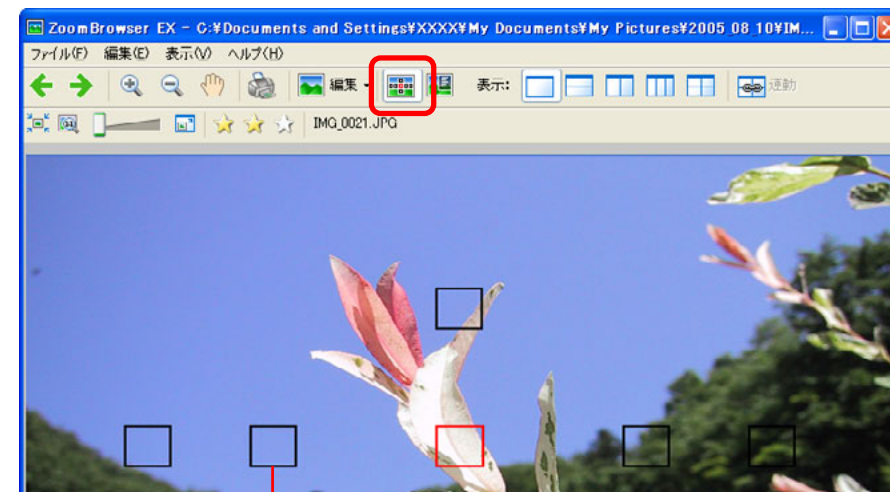 ZoomBrowser EX - C:¥Documents and Settings¥XXXX¥My Documents¥My Pictures¥2005_08_10¥IM...
ファイル(F) 編集(E) 表示(V) ヘルプ(H)
編集 表示: 連動
IMG_0021.JPG